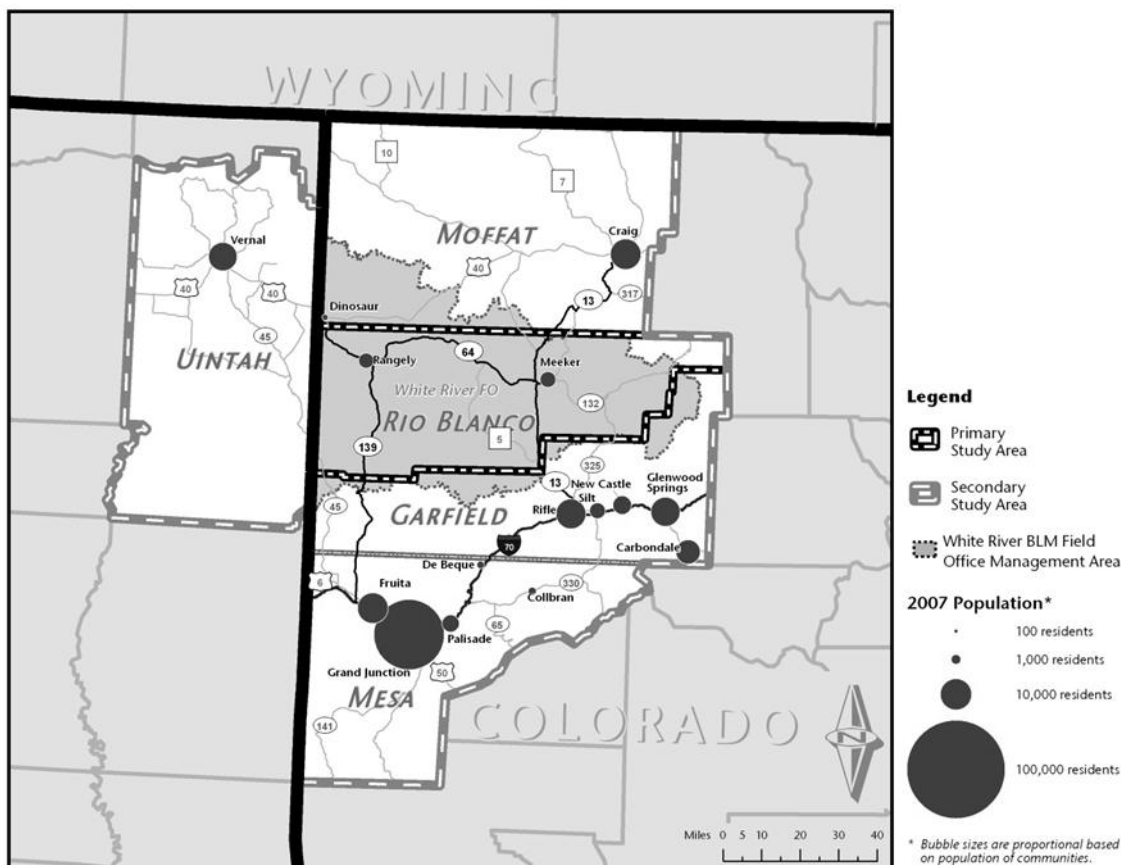 WYOMING
10
7
Vernal
MOFFAT
Craig
40
40
40
13
317
Dinosaur
45
UINTAH
64
Rangely
Meeker
White River FO
132
RIO BLANCO
5
139
325
Glenwood
Springs
13
New Castle
Silt
45
Rifle
GARFIELD
70
Carbondale
De Beque
6
330
Fruita
Collbran
65
Palisade
Grand Junction
50
MESA
COLORADO
141
N
Miles 0 5 10 20 30 40
Legend
Primary
Study Area
Secondary
Study Area
White River BLM Field
Office Management Area
2007 Population*
100 residents
1,000 residents
10,000 residents
100,000 residents
* Bubble sizes are proportional based
on population of communities.